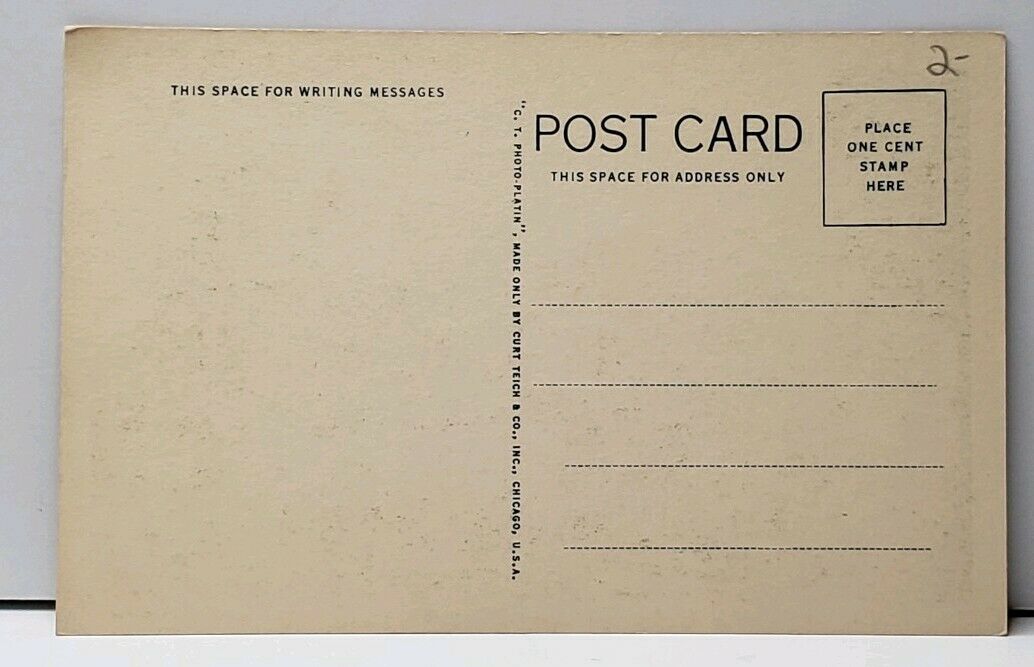 2-
THIS SPACE FOR WRITING MESSAGES
"C. T. PHOTO-PLATIN", MADE ONLY BY CURT TEICH & CO., INC., CHICAGO, U.S.A.
POST CARD
THIS SPACE FOR ADDRESS ONLY
PLACE
ONE CENT
STAMP
HERE